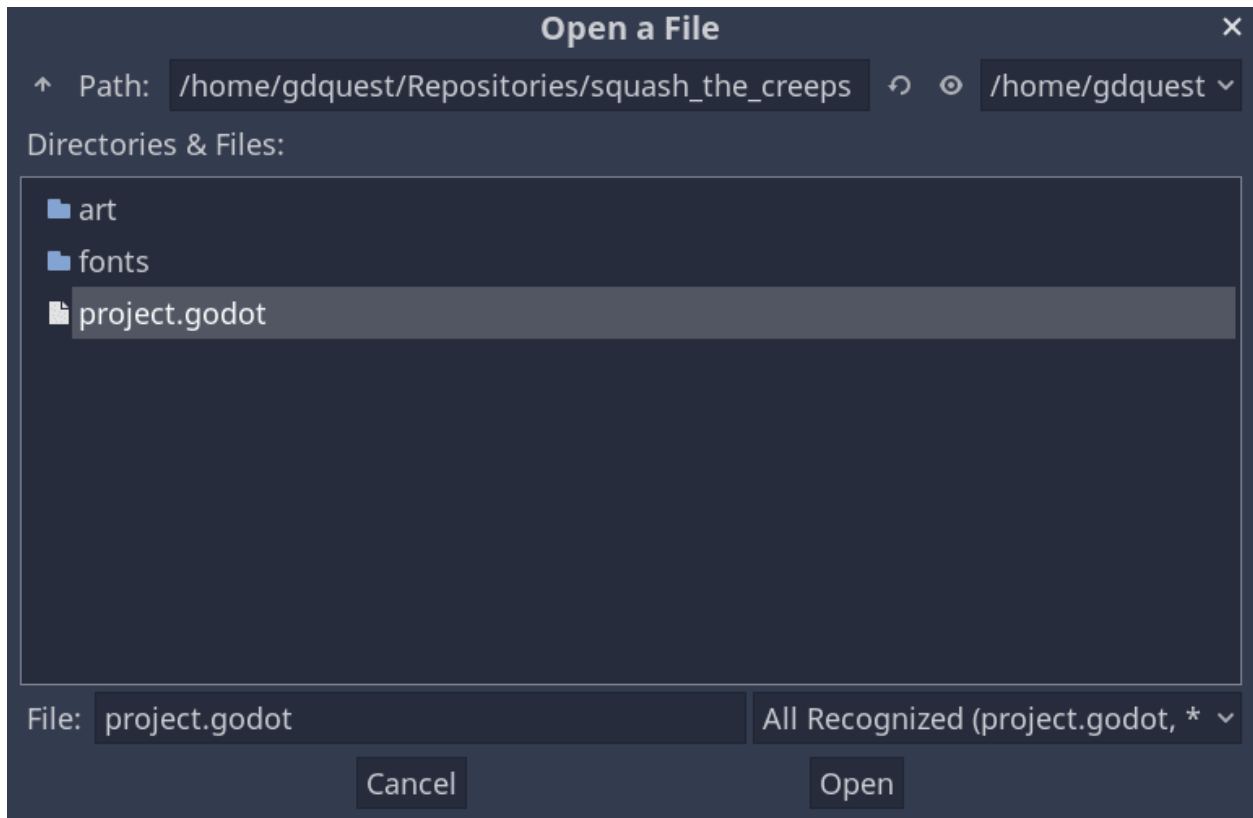 Open a File
Path: /home/gdquest/Repositories/squash_the_creeps /home/gdquest
Directories & Files:
art
fonts
project.godot
File: project.godot All Recognized (project.godot, *
Cancel Open